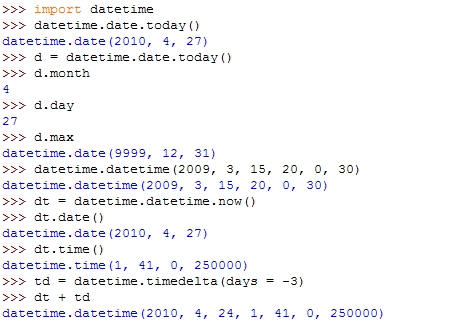 >>> import datetime
>>> datetime.date.today()
datetime.date(2010, 4, 27)
>>> d = datetime.date.today()
>>> d.month
4
>>> d.day
27
>>> d.max
datetime.date(9999, 12, 31)
>>> datetime.datetime(2009, 3, 15, 20, 0, 30)
datetime.datetime(2009, 3, 15, 20, 0, 30)
>>> dt = datetime.datetime.now()
>>> dt.date()
datetime.date(2010, 4, 27)
>>> dt.time()
datetime.time(1, 41, 0, 250000)
>>> td = datetime.timedelta(days = -3)
>>> dt + td
datetime.datetime(2010, 4, 24, 1, 41, 0, 250000)